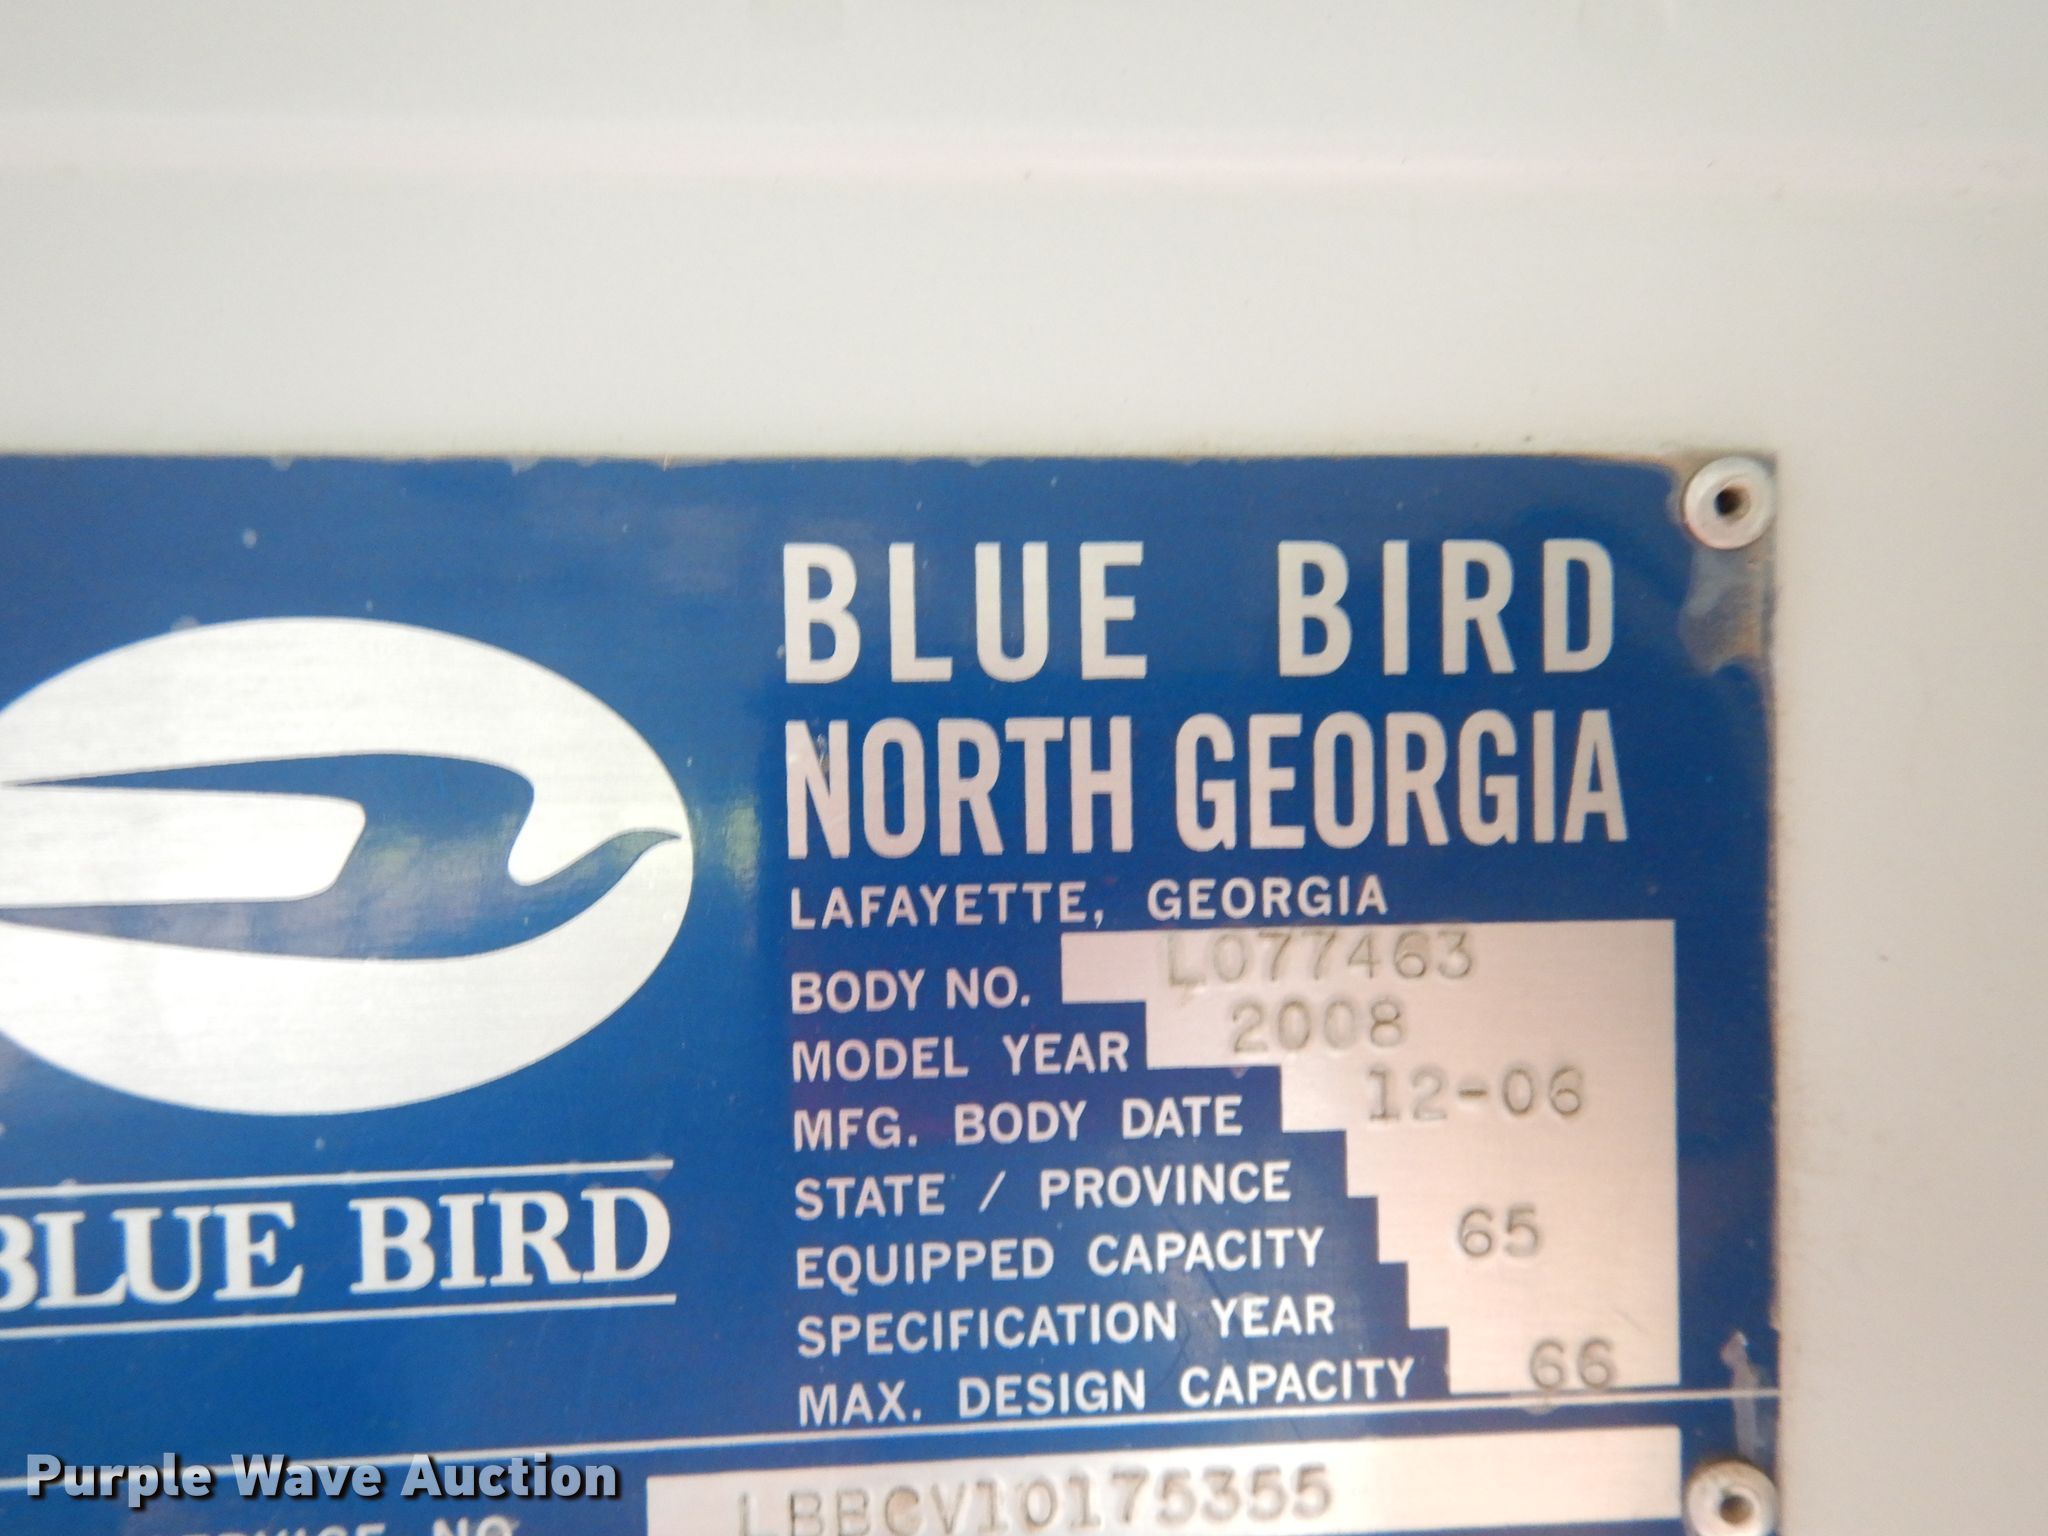 BLUE BIRD
NORTH GEORGIA
LAFAYETTE, GEORGIA
BODY NO. L077463
MODEL YEAR 2008
MFG. BODY DATE 12-06
STATE / PROVINCE
EQUIPPED CAPACITY 65
SPECIFICATION YEAR
MAX. DESIGN CAPACITY 66
BLUE BIRD
LBBCV10175355
NO.
Purple Wave Auction